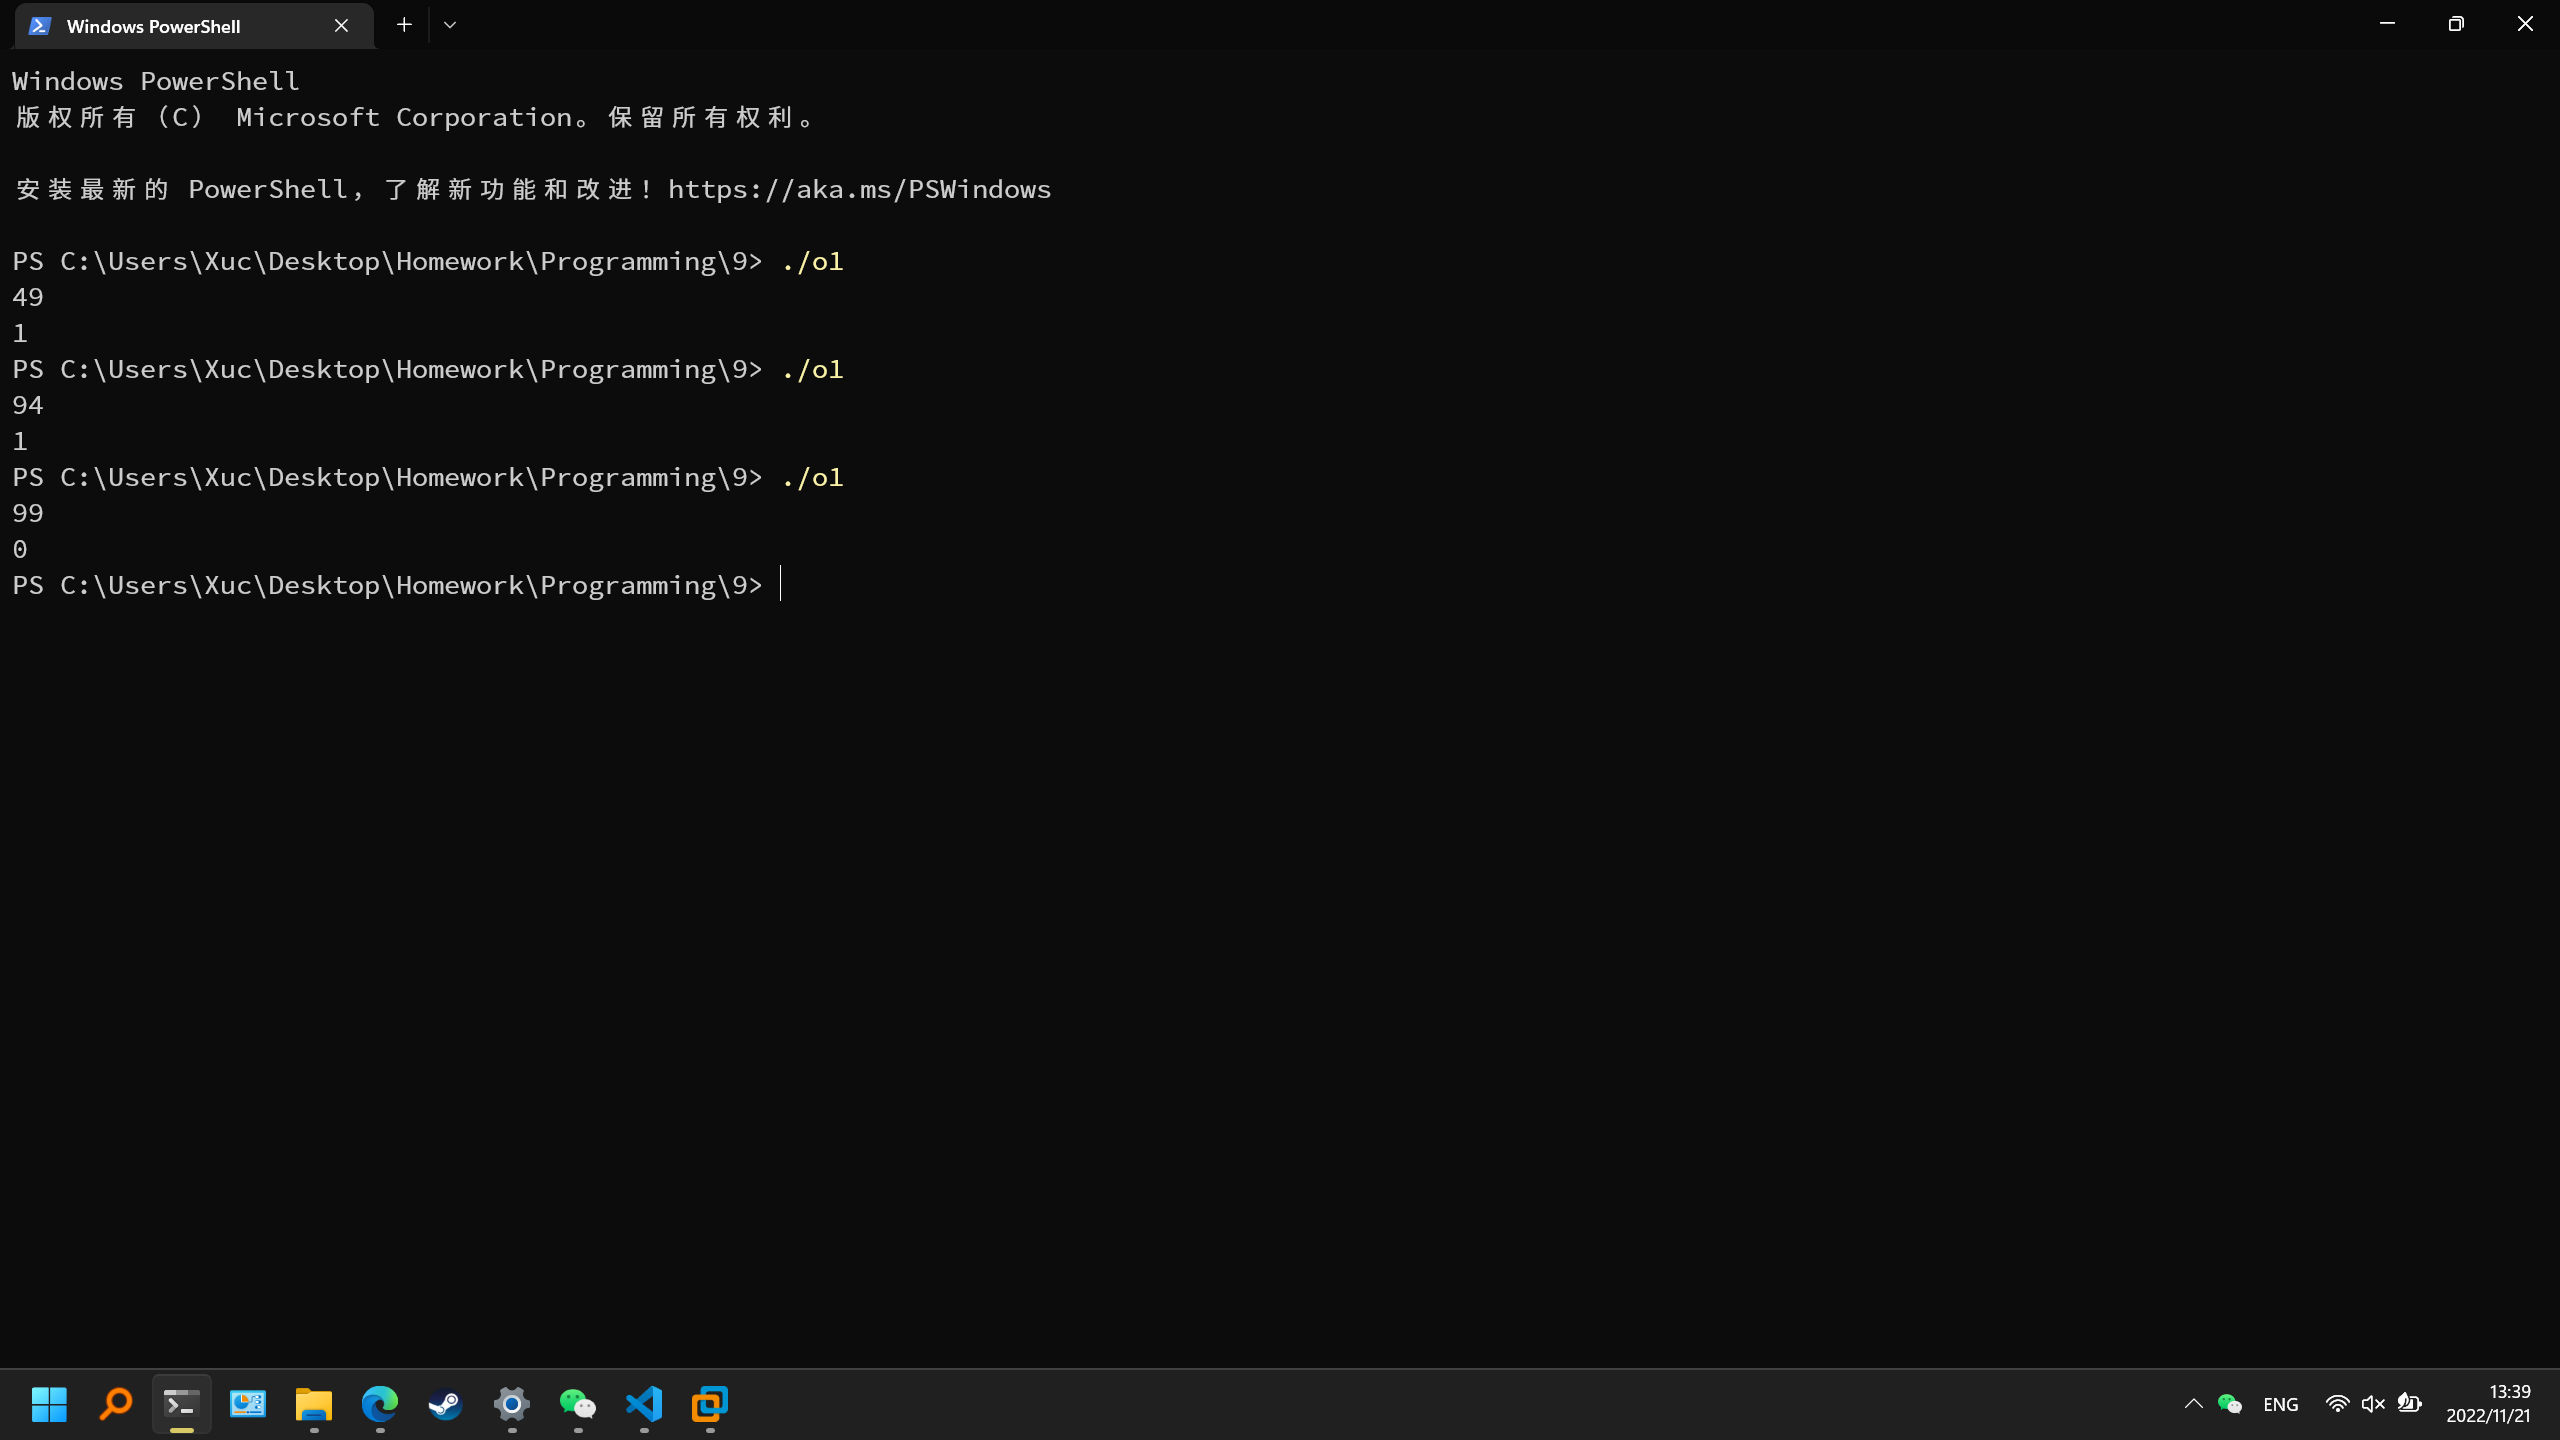 Windows PowerShell
Windows PowerShell
版权所有（C） Microsoft Corporation。保留所有权利。
安装最新的 PowerShell，了解新功能和改进！https://aka.ms/PSWindows
PS C:\Users\Xuc\Desktop\Homework\Programming\9> ./o1
49
1
PS C:\Users\Xuc\Desktop\Homework\Programming\9> ./o1
94
1
PS C:\Users\Xuc\Desktop\Homework\Programming\9> ./o1
99
0
PS C:\Users\Xuc\Desktop\Homework\Programming\9>
ENG
13:39
2022/11/21